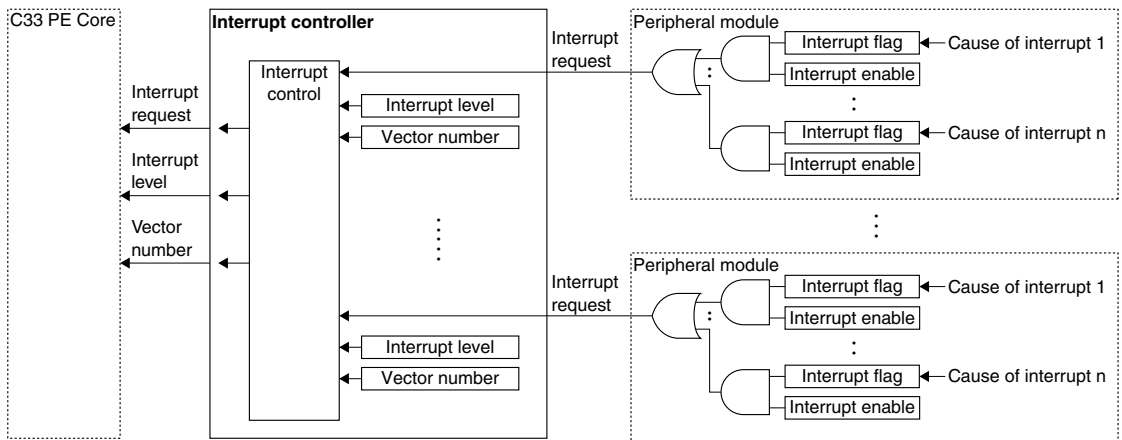 C33 PE Core
Interrupt controller
Peripheral module
Interrupt
request
Interrupt flag
Cause of interrupt 1
Interrupt enable
Interrupt
control
Interrupt level
Vector number
Interrupt flag
Cause of interrupt n
Interrupt enable
Interrupt
request
Interrupt
level
Vector
number
Peripheral module
Interrupt
request
Interrupt flag
Cause of interrupt 1
Interrupt enable
Interrupt level
Vector number
Interrupt flag
Cause of interrupt n
Interrupt enable